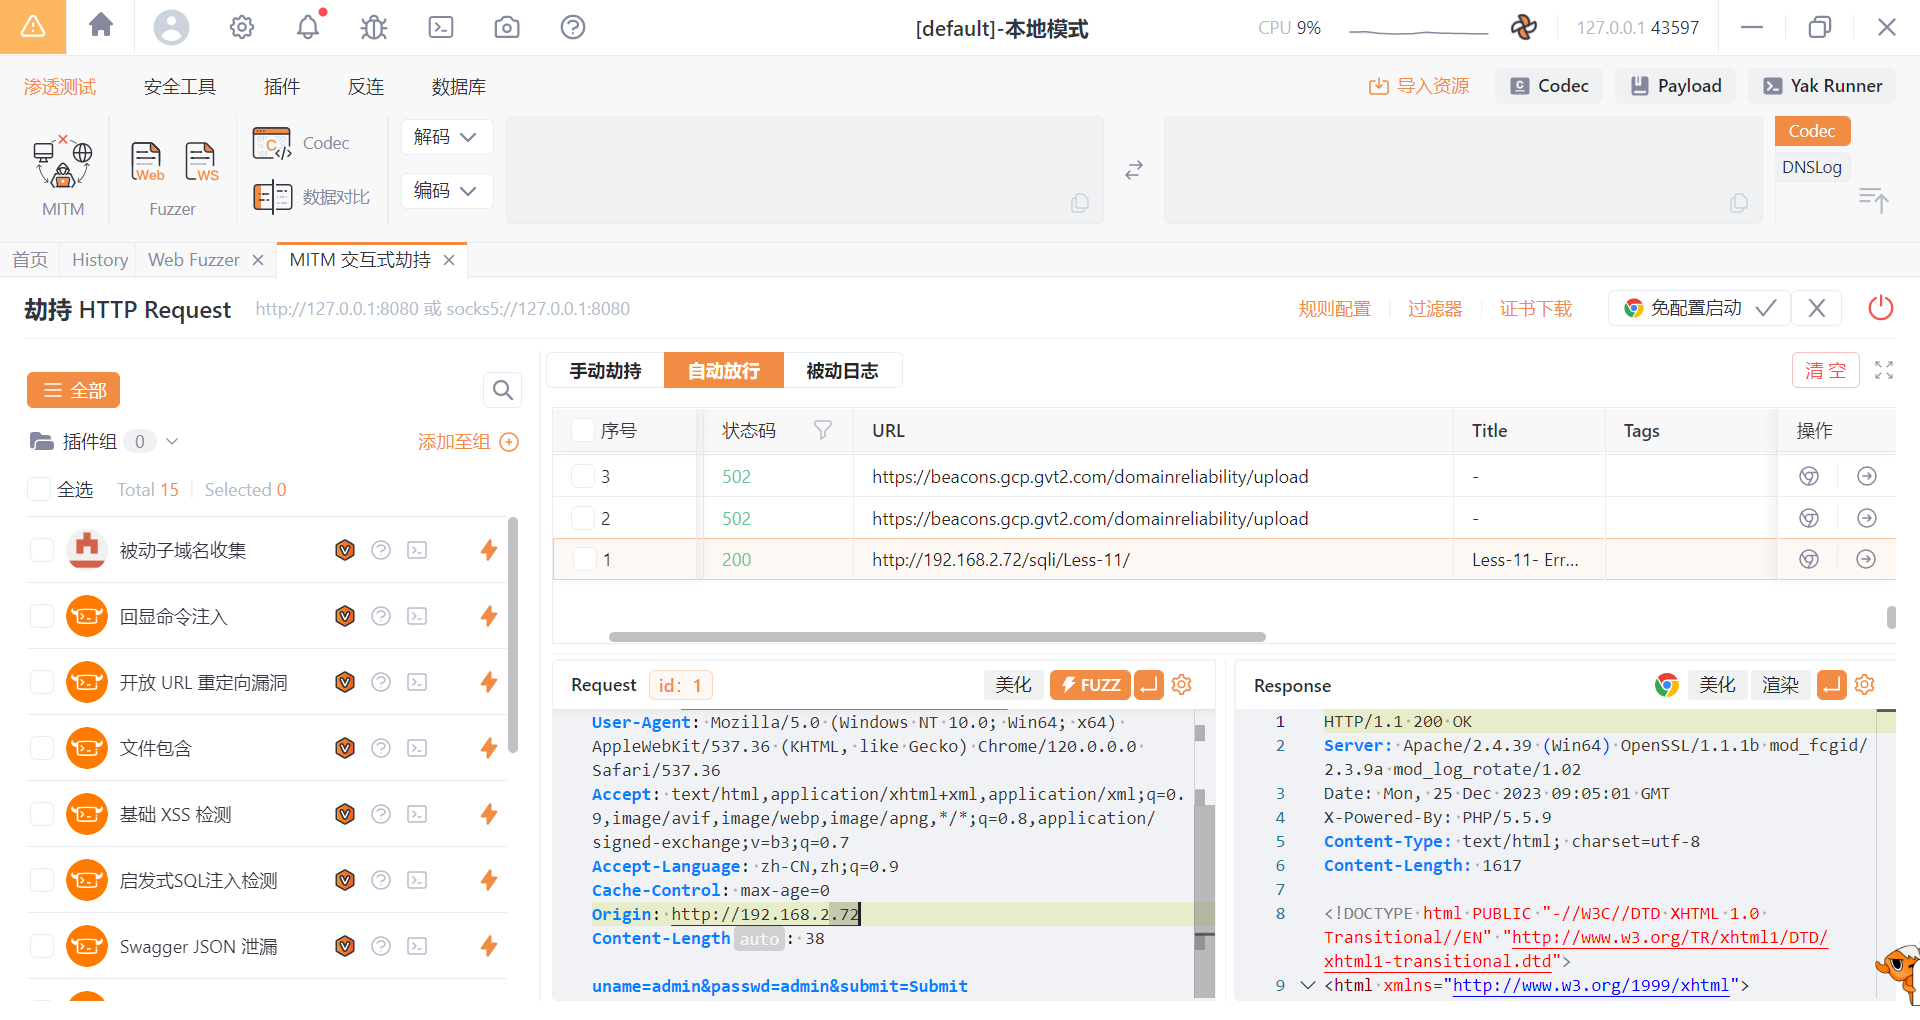 [default]-本地模式
CPU 9%
127.0.0.1 43597
渗透测试
安全工具
插件
反连
数据库
导入资源
Codec
Payload
Yak Runner
MITM
Web
WS
Fuzzer
Codec
数据对比
解码
编码
Codec
DNSLog
首页
History
Web Fuzzer
MITM 交互式劫持
劫持 HTTP Request
http://127.0.0.1:8080 或 socks5://127.0.0.1:8080
规则配置
过滤器
证书下载
免配置启动
全部
手动劫持
自动放行
被动日志
清 空
插件组 0
添加至组
全选
Total 15
Selected 0
被动子域名收集
回显命令注入
开放 URL 重定向漏洞
文件包含
基础 XSS 检测
启发式SQL注入检测
Swagger JSON 泄漏
序号 状态码 URL Title Tags 操作
3 502 https://beacons.gcp.gvt2.com/domainreliability/upload -
2 502 https://beacons.gcp.gvt2.com/domainreliability/upload -
1 200 http://192.168.2.72/sqli/Less-11/ Less-11- Err...
Request
id: 1
美化
FUZZ
User-Agent: Mozilla/5.0 (Windows NT 10.0; Win64; x64)
AppleWebKit/537.36 (KHTML, like Gecko) Chrome/120.0.0.0
Safari/537.36
Accept: text/html,application/xhtml+xml,application/xml;q=0.
9,image/avif,image/webp,image/apng,*/*;q=0.8,application/
signed-exchange;v=b3;q=0.7
Accept-Language: zh-CN,zh;q=0.9
Cache-Control: max-age=0
Origin: http://192.168.2.72
Content-Length auto : 38
uname=admin&passwd=admin&submit=Submit
Response
美化
渲染
1 HTTP/1.1 200 OK
2 Server: Apache/2.4.39 (Win64) OpenSSL/1.1.1b mod_fcgid/
2.3.9a mod_log_rotate/1.02
3 Date: Mon, 25 Dec 2023 09:05:01 GMT
4 X-Powered-By: PHP/5.5.9
5 Content-Type: text/html; charset=utf-8
6 Content-Length: 1617
7
8 <!DOCTYPE html PUBLIC "-//W3C//DTD XHTML 1.0
Transitional//EN" "http://www.w3.org/TR/xhtml1/DTD/
xhtml1-transitional.dtd">
9 <html xmlns="http://www.w3.org/1999/xhtml">